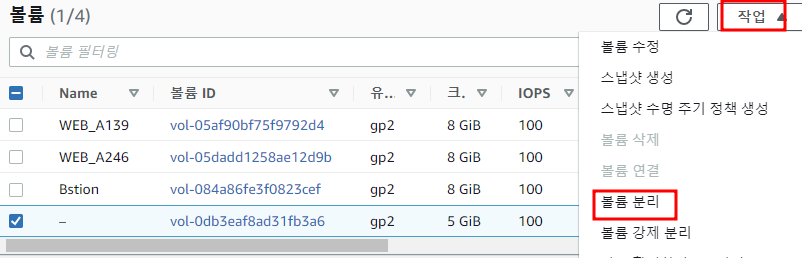 볼륨 (1/4)
작업
볼륨 필터링
Name 볼륨 ID 유... 크. IOPS
WEB_A139 vol-05af90bf75f9792d4 gp2 8 GiB 100
WEB_A246 vol-05dadd1258ae12d9b gp2 8 GiB 100
Bstion vol-084a86fe3f0823cef gp2 8 GiB 100
– vol-0db3eaf8ad31fb3a6 gp2 5 GiB 100
볼륨 수정
스냅샷 생성
스냅샷 수명 주기 정책 생성
볼륨 삭제
볼륨 연결
볼륨 분리
볼륨 강제 분리